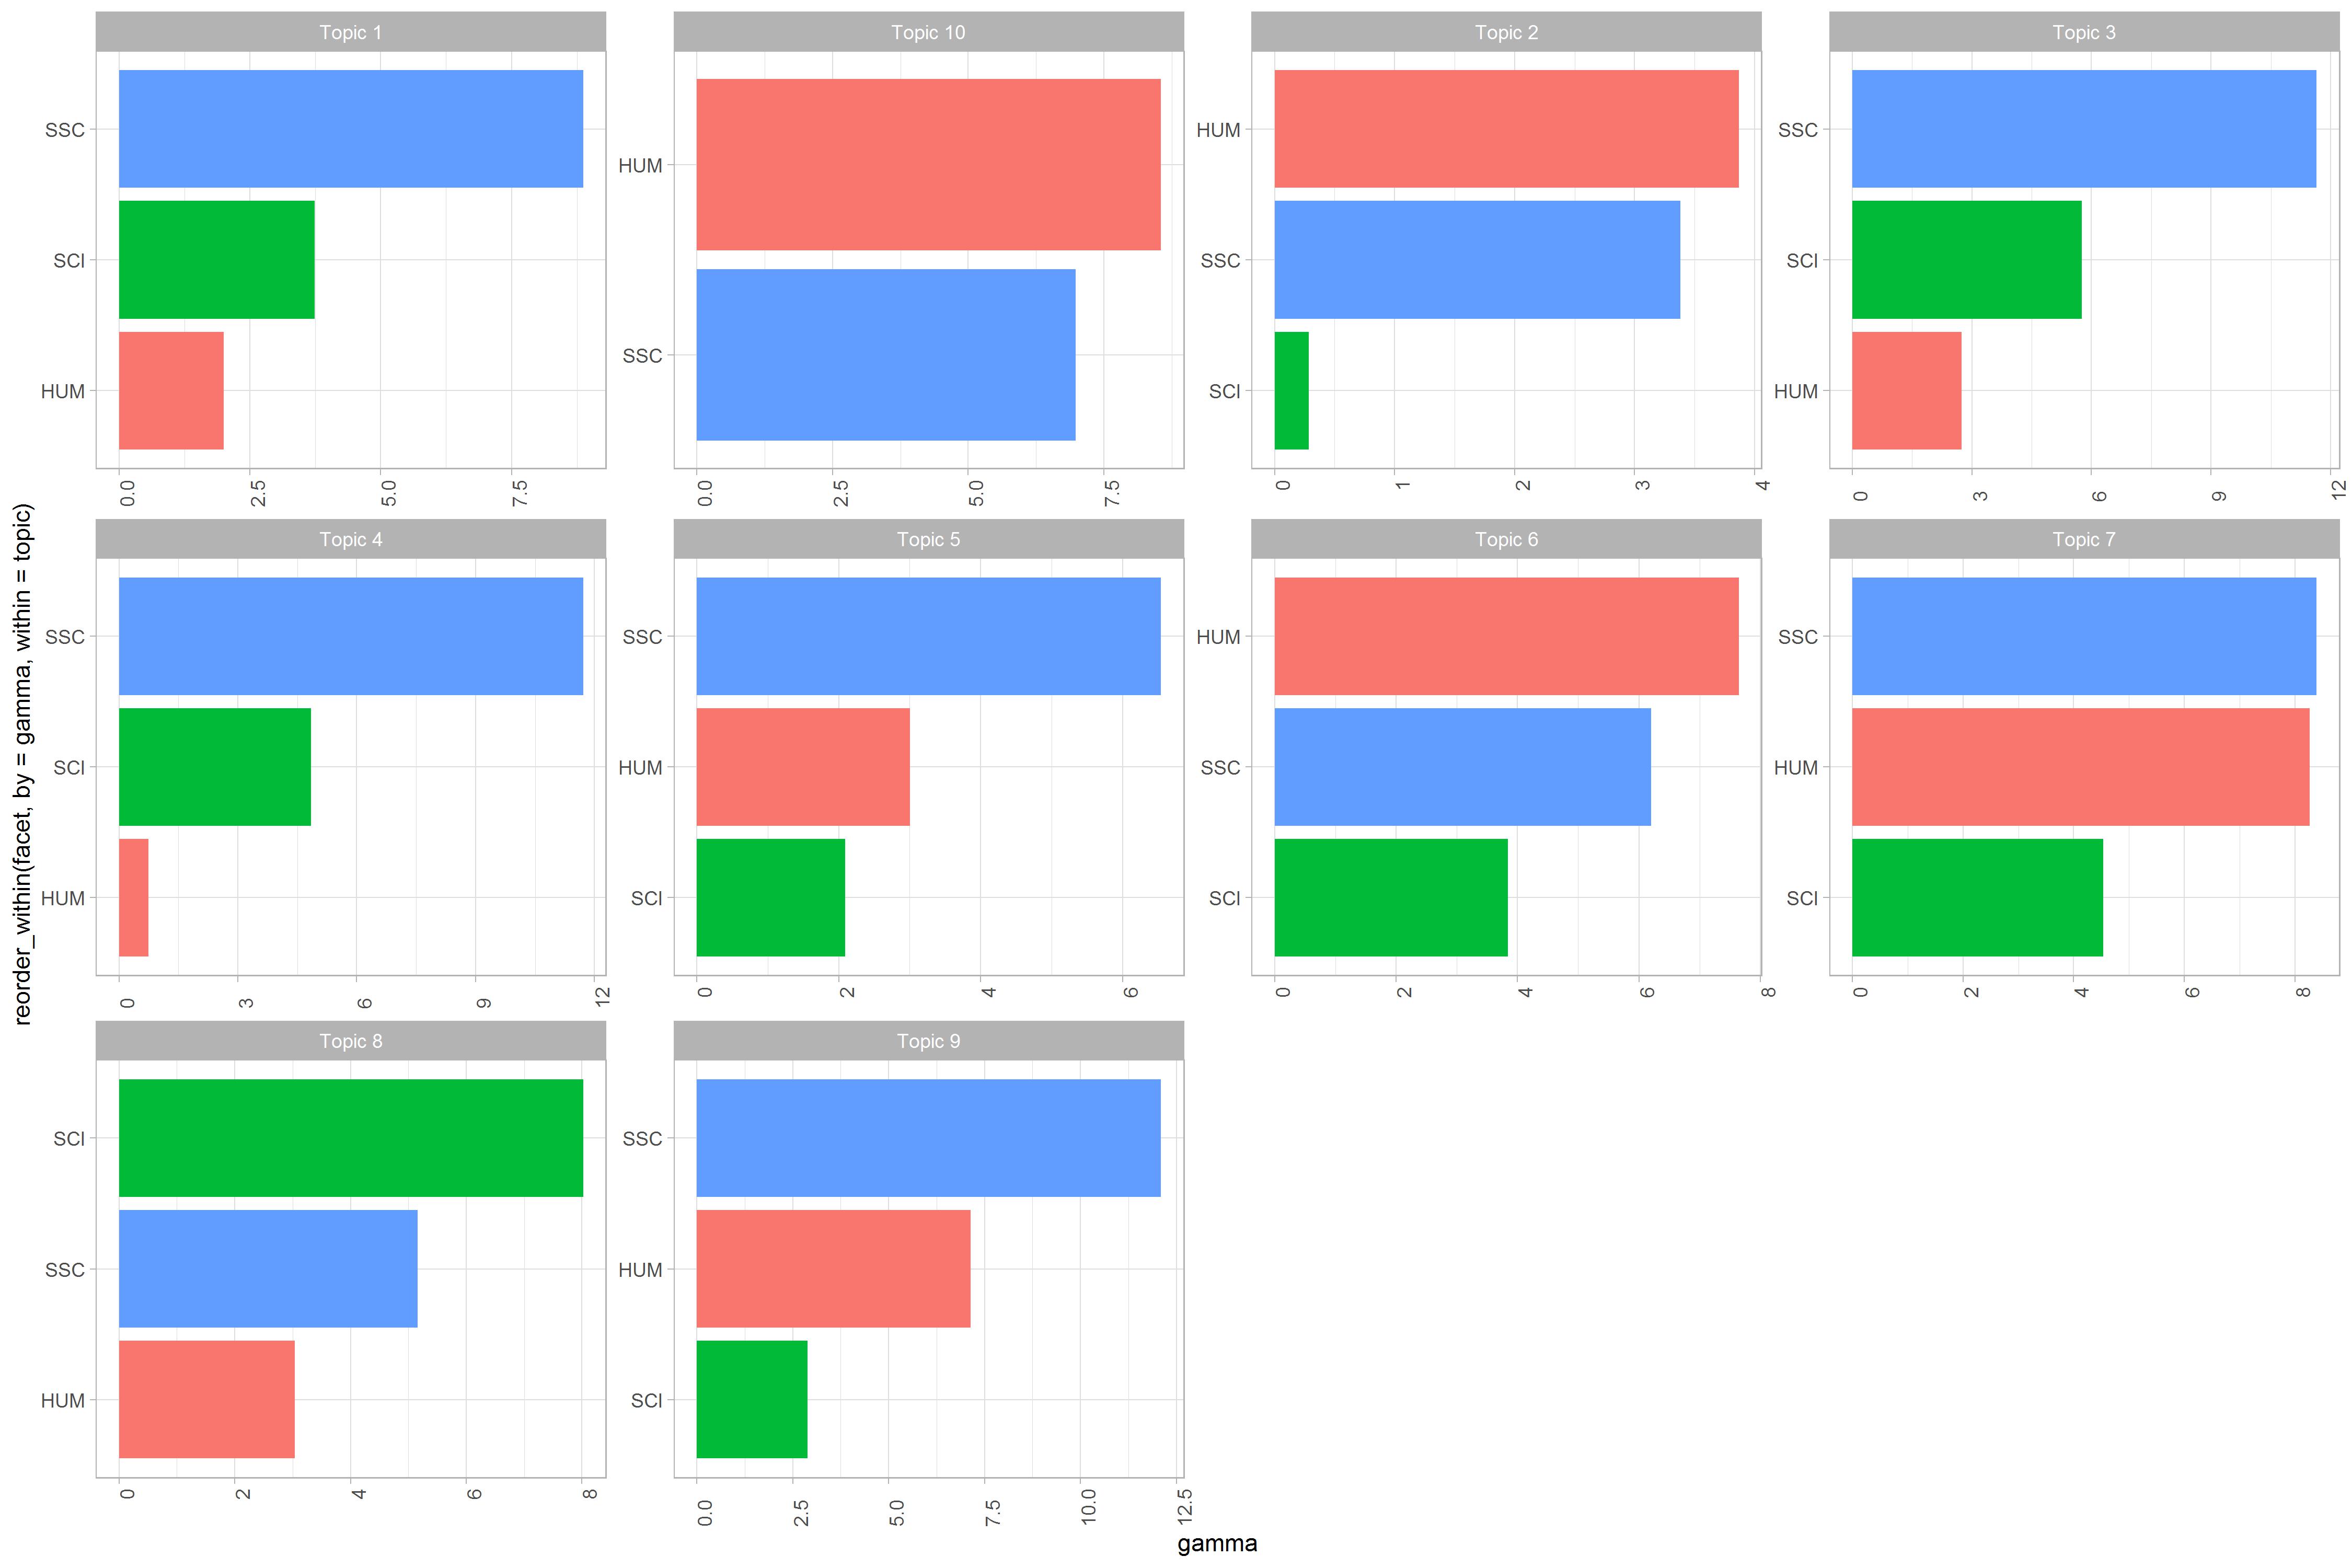 Topic 1
SSC
SCI
HUM
0.0 2.5 5.0 7.5
Topic 10
HUM
SSC
0.0 2.5 5.0 7.5
Topic 2
HUM
SSC
SCI
0 1 2 3 4
Topic 3
SSC
SCI
HUM
0 3 6 9 12
reorder_within(facet, by = gamma, within = topic)
Topic 4
SSC
SCI
HUM
0 3 6 9 12
Topic 5
SSC
HUM
SCI
0 2 4 6
Topic 6
HUM
SSC
SCI
0 2 4 6 8
Topic 7
SSC
HUM
SCI
0 2 4 6 8
Topic 8
SCI
SSC
HUM
0 2 4 6 8
Topic 9
SSC
HUM
SCI
0.0 2.5 5.0 7.5 10.0 12.5
gamma